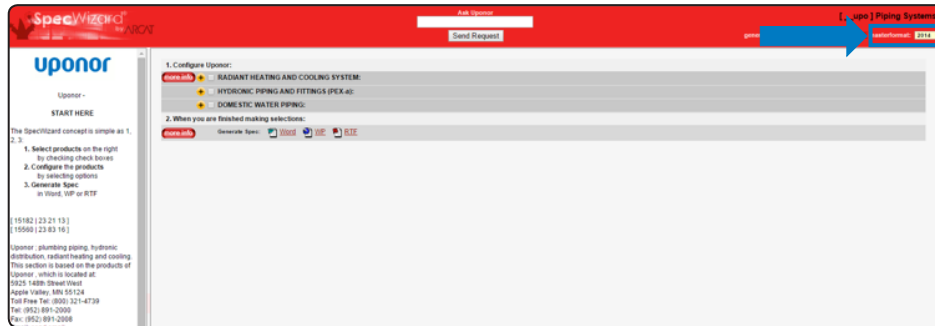 SpecWizard®
by ARCAT
Ask Uponor
Send Request
[ , upo ] Piping Systems
gene
masterformat: 2014
uponor
Uponor -
START HERE
The SpecWizard concept is simple as 1,
2, 3.
1. Select products on the right
by checking check boxes
2. Configure the products
by selecting options
3. Generate Spec
in Word, WP or RTF
[ 15182 | 23 21 13 ]
[ 15560 | 23 83 16 ]
Uponor ; plumbing piping, hydronic
distribution, radiant heating and cooling.
This section is based on the products of
Uponor , which is located at:
5925 148th Street West
Apple Valley, MN 55124
Toll Free Tel: (800) 321-4739
Tel: (952) 891-2000
Fax: (952) 891-2008
1. Configure Uponor:
more info RADIANT HEATING AND COOLING SYSTEM:
HYDRONIC PIPING AND FITTINGS (PEX-a):
DOMESTIC WATER PIPING:
2. When you are finished making selections:
more info Generate Spec: Word WP RTF